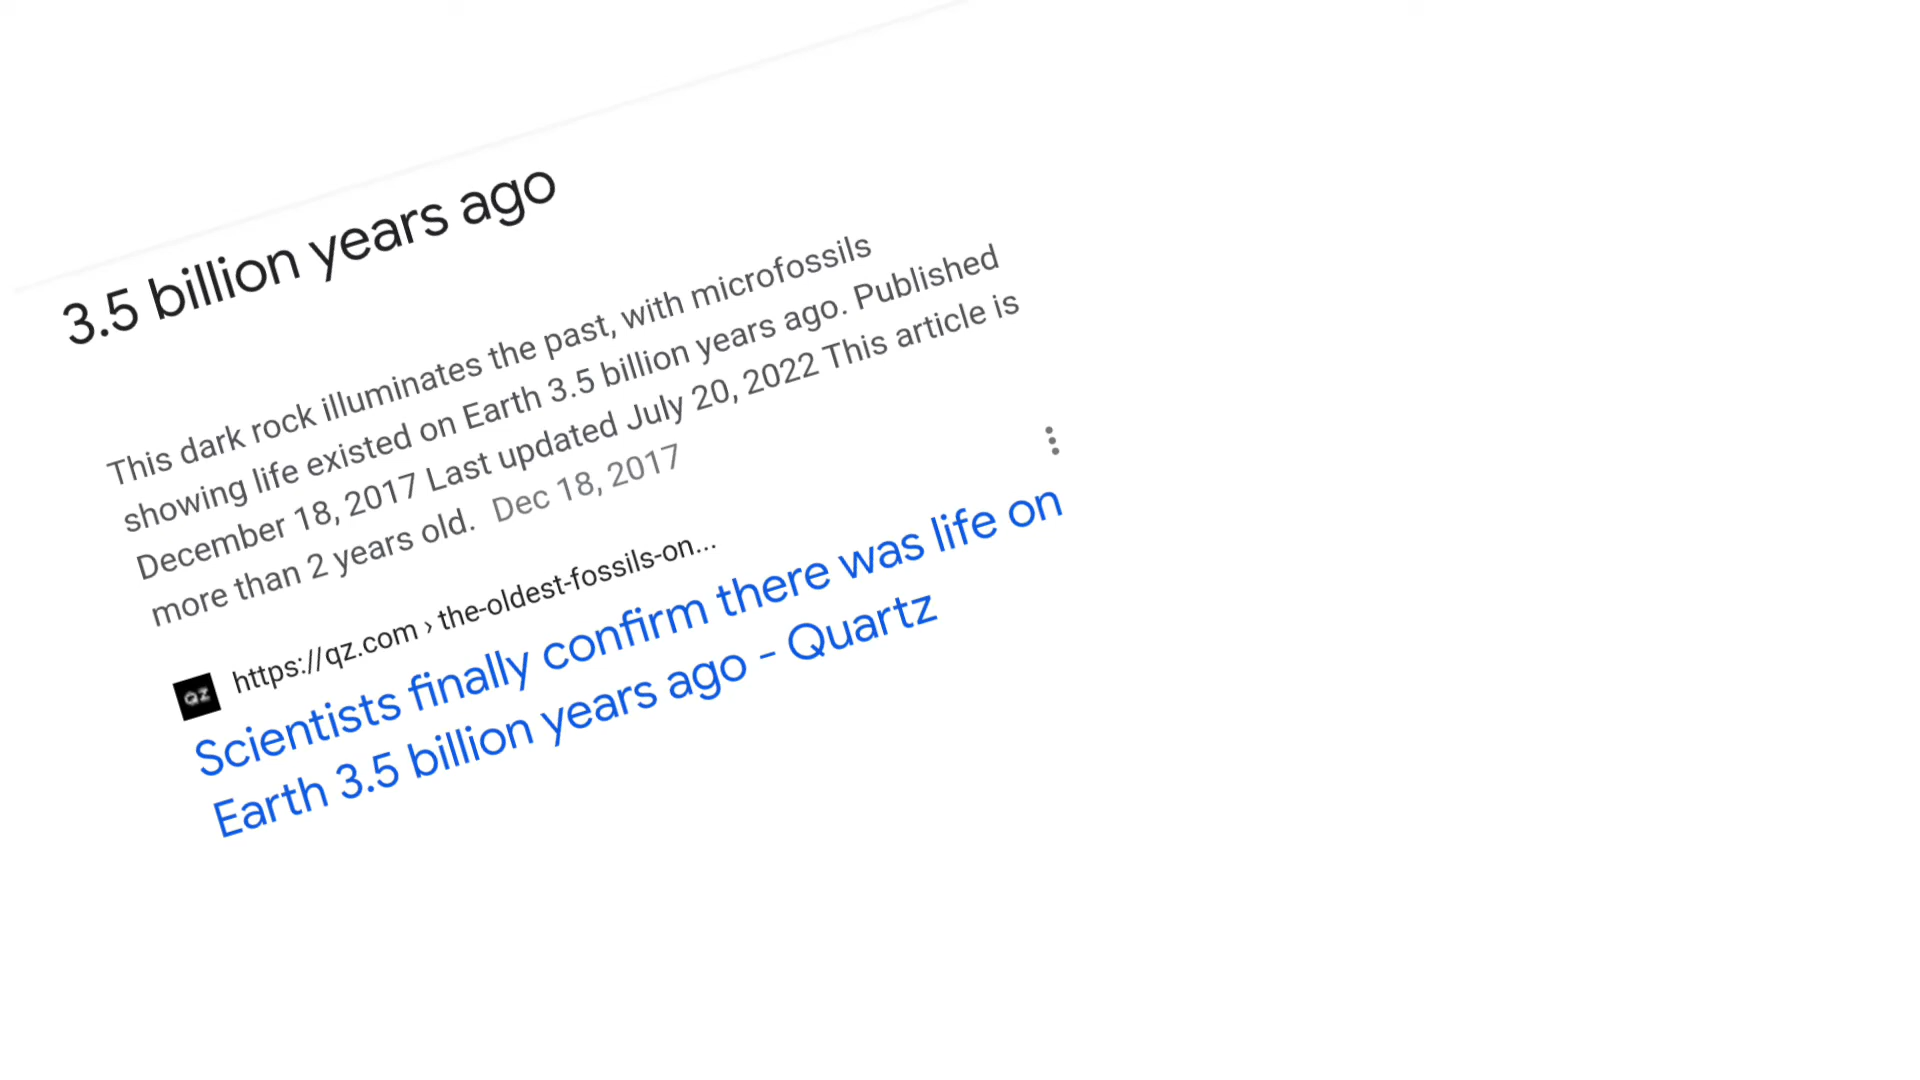 3.5 billion years ago
This dark rock illuminates the past, with microfossils
showing life existed on Earth 3.5 billion years ago. Published
December 18, 2017 Last updated July 20, 2022 This article is
more than 2 years old. Dec 18, 2017
QZ https://qz.com › the-oldest-fossils-on...
Scientists finally confirm there was life on
Earth 3.5 billion years ago - Quartz